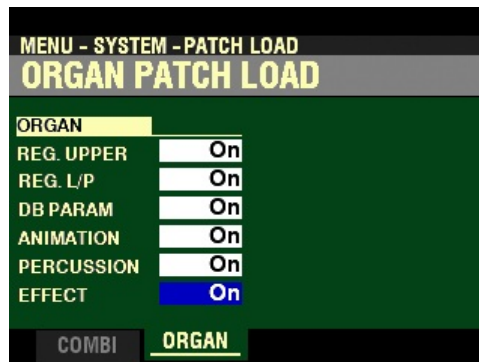 MENU - SYSTEM - PATCH LOAD
ORGAN PATCH LOAD
ORGAN
REG. UPPER On
REG. L/P On
DB PARAM On
ANIMATION On
PERCUSSION On
EFFECT On
COMBI ORGAN